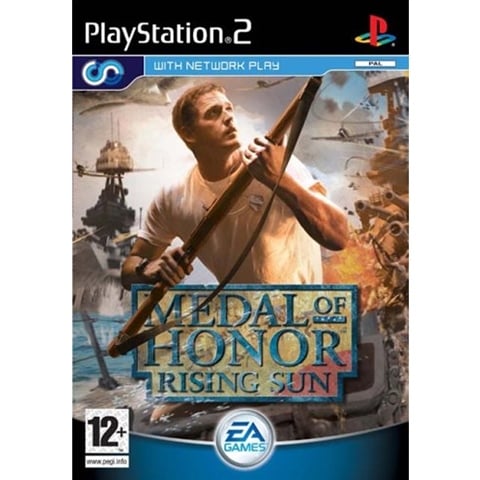 PlayStation®2
WITH NETWORK PLAY
PAL
MEDAL OF
HONOR
RISING SUN
12+
www.pegi.info
EA
GAMES